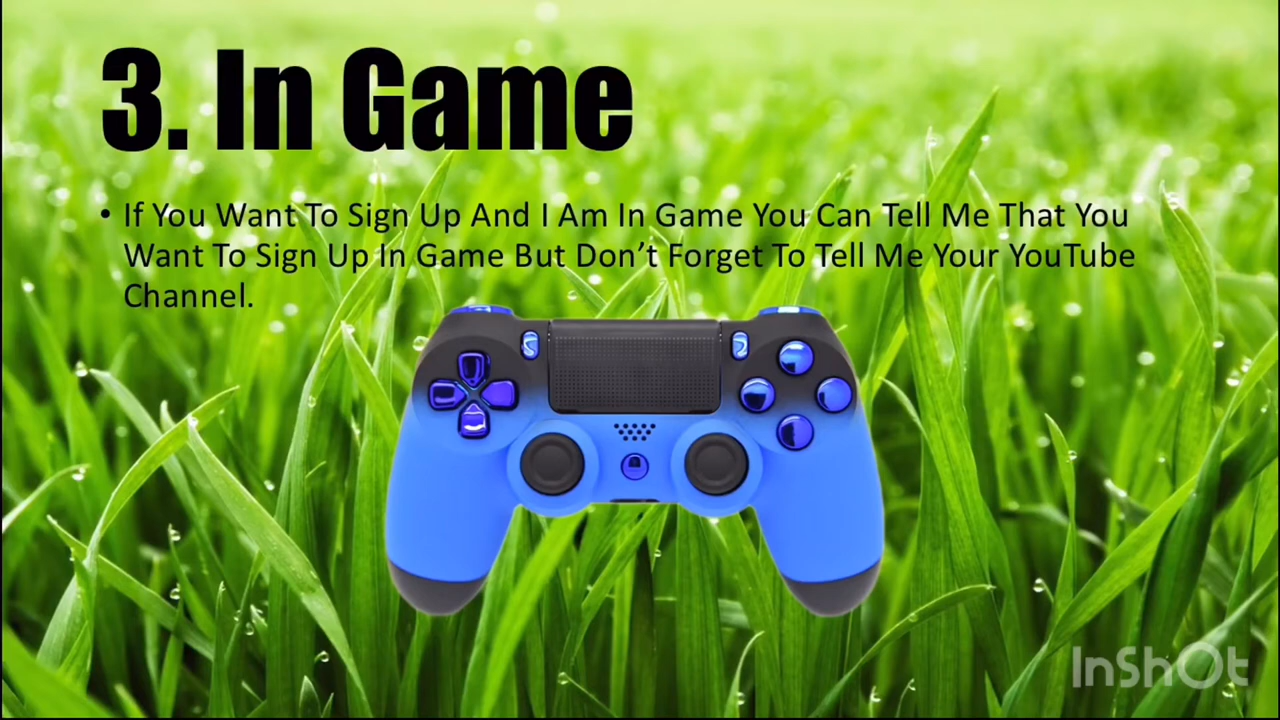 3. In Game
• If You Want To Sign Up And I Am In Game You Can Tell Me That You
Want To Sign Up In Game But Don’t Forget To Tell Me Your YouTube
Channel.
InShOt